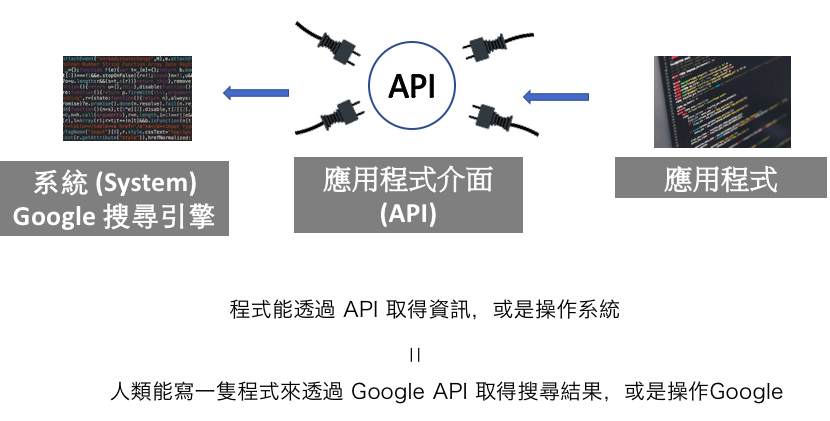 API
系統 (System)
Google 搜尋引擎
應用程式介面
(API)
應用程式
程式能透過 API 取得資訊，或是操作系統
=
人類能寫一隻程式來透過 Google API 取得搜尋結果，或是操作Google